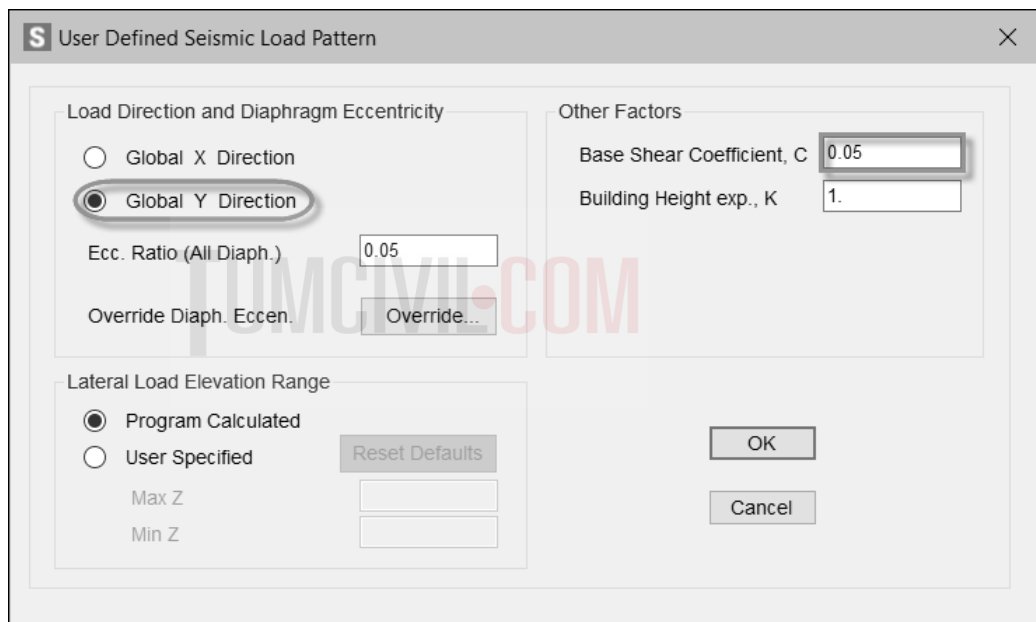 S User Defined Seismic Load Pattern
Load Direction and Diaphragm Eccentricity
Global X Direction
Global Y Direction
Ecc. Ratio (All Diaph.) 0.05
Override Diaph. Eccen. Override...
Other Factors
Base Shear Coefficient, C 0.05
Building Height exp., K 1.
Lateral Load Elevation Range
Program Calculated
User Specified Reset Defaults
Max Z
Min Z
OK
Cancel
TUMCIVIL.COM